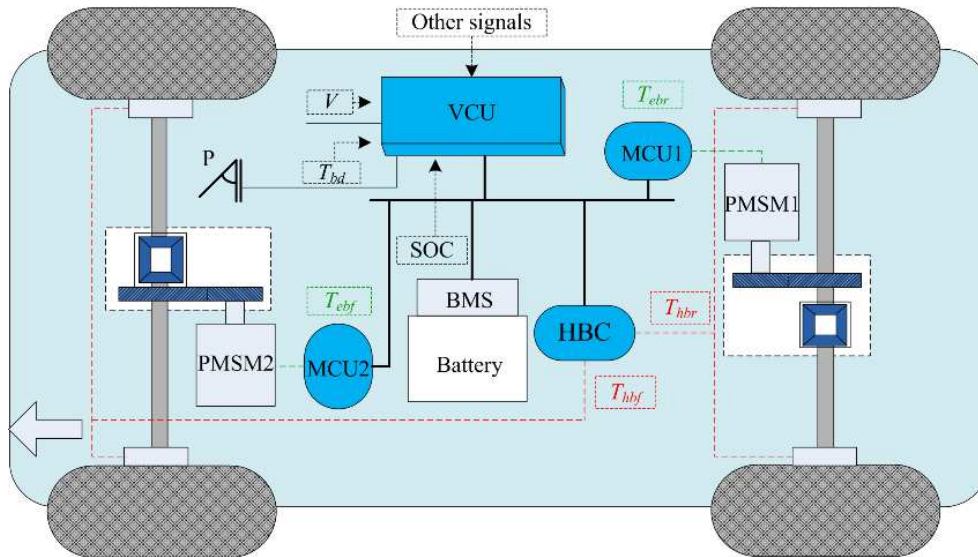 Other signals
V
VCU
T_ebr
MCU1
P
T_bd
PMSM1
SOC
BMS
T_ebf
T_hbr
HBC
PMSM2
MCU2
Battery
T_hbf